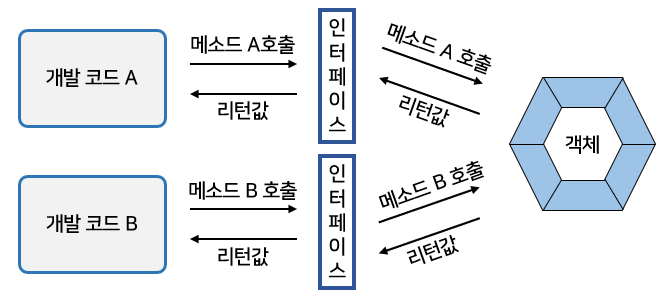 개발 코드 A
메소드 A호출
리턴값
인터페이스
메소드 A 호출
리턴값
객체
개발 코드 B
메소드 B 호출
리턴값
인터페이스
메소드 B 호출
리턴값